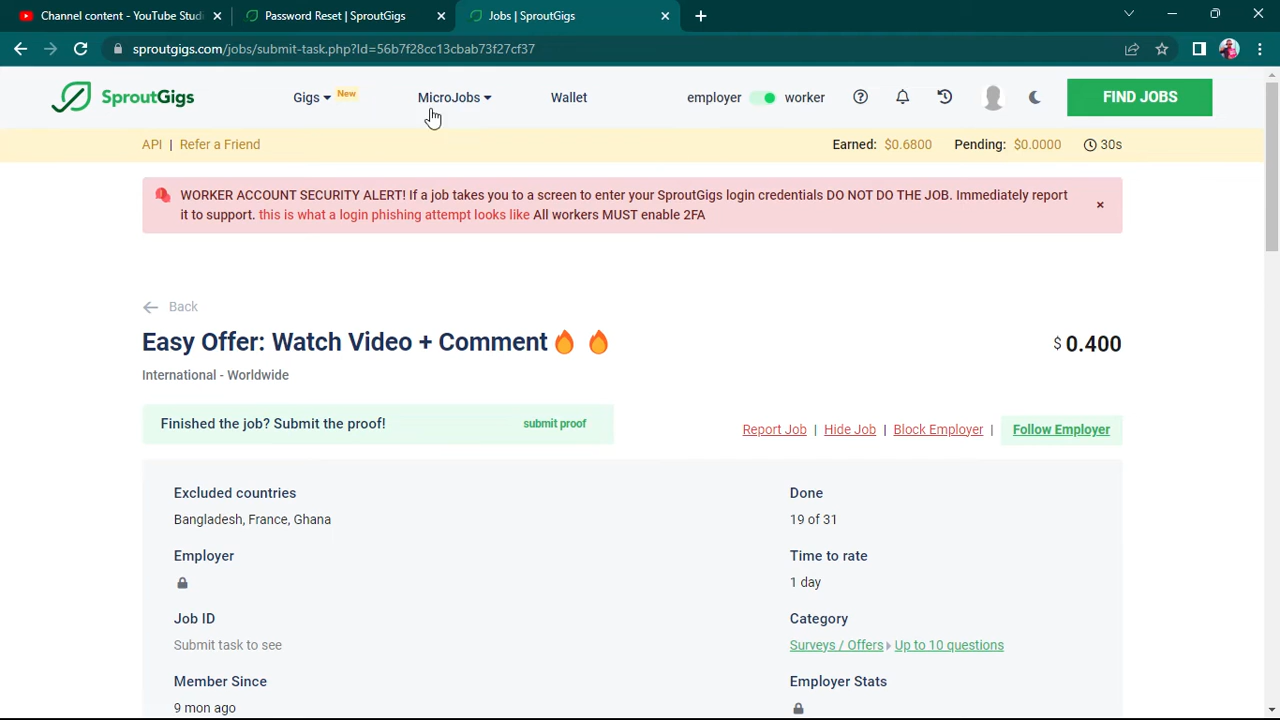 Channel content - YouTube Studio
Password Reset | SproutGigs
Jobs | SproutGigs
sproutgigs.com/jobs/submit-task.php?Id=56b7f28cc13cbab73f27cf37
SproutGigs
Gigs New
MicroJobs
Wallet
employer worker
FIND JOBS
API | Refer a Friend
Earned: $0.6800 Pending: $0.0000 30s
WORKER ACCOUNT SECURITY ALERT! If a job takes you to a screen to enter your SproutGigs login credentials DO NOT DO THE JOB. Immediately report
it to support. this is what a login phishing attempt looks like All workers MUST enable 2FA
Back
Easy Offer: Watch Video + Comment🔥 🔥
$ 0.400
International - Worldwide
Finished the job? Submit the proof! submit proof
Report Job | Hide Job | Block Employer | Follow Employer
Excluded countries
Bangladesh, France, Ghana
Done
19 of 31
Employer
Time to rate
1 day
Job ID
Submit task to see
Category
Surveys / Offers Up to 10 questions
Member Since
9 mon ago
Employer Stats